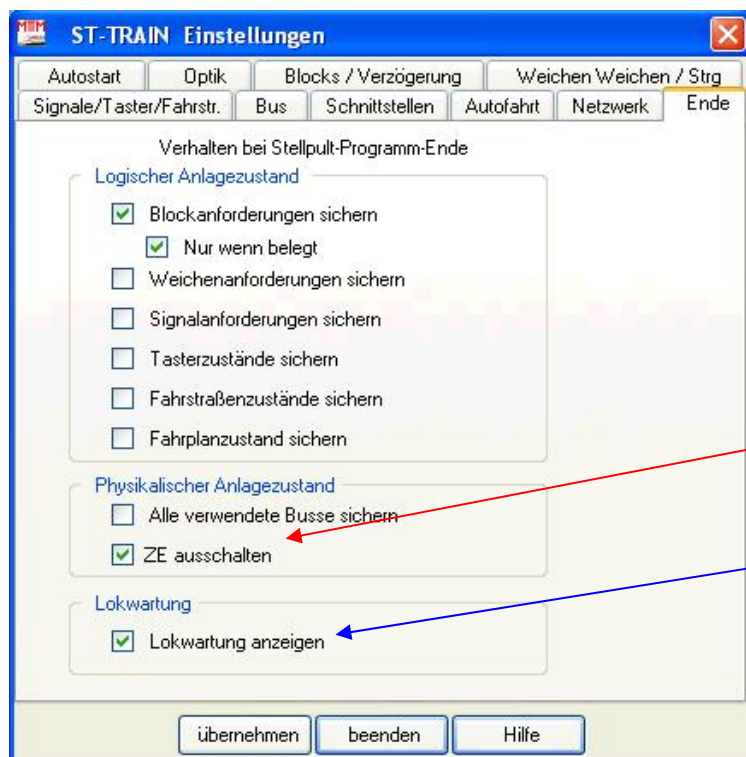 MBM ST-TRAIN Einstellungen
Autostart Optik Blocks / Verzögerung Weichen Weichen / Strg
Signale/Taster/Fahrstr. Bus Schnittstellen Autofahrt Netzwerk Ende
Verhalten bei Stellpult-Programm-Ende
Logischer Anlagezustand
Blockanforderungen sichern
Nur wenn belegt
Weichenanforderungen sichern
Signalanforderungen sichern
Tasterzustände sichern
Fahrstraßenzustände sichern
Fahrplanzustand sichern
Physikalischer Anlagezustand
Alle verwendete Busse sichern
ZE ausschalten
Lokwartung
Lokwartung anzeigen
übernehmen beenden Hilfe